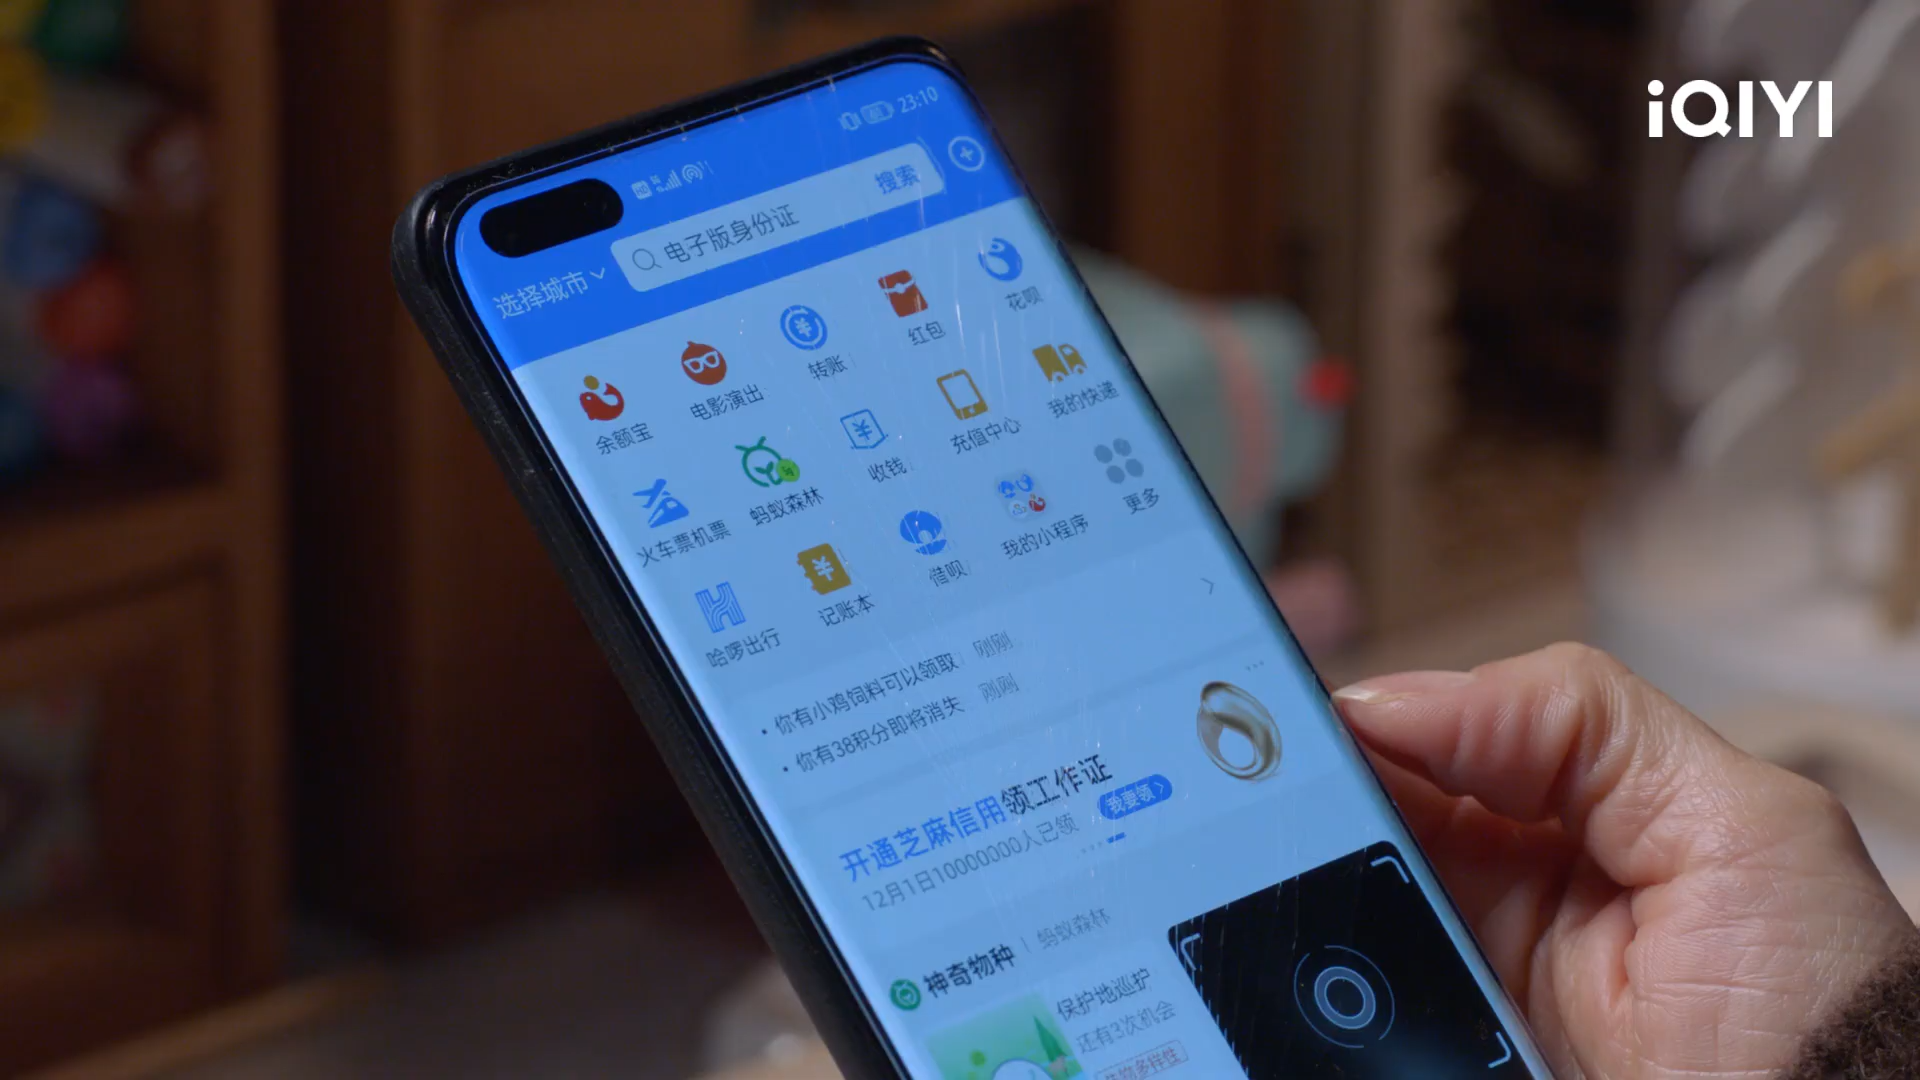 iQIYI
23:10
电子版身份证
搜索
选择城市
余额宝
电影演出
转账
红包
花呗
火车票机票
蚂蚁森林
收钱
充值中心
我的快递
哈啰出行
记账本
借呗
我的小程序
更多
你有小鸡饲料可以领取 刚刚
你有38积分即将消失 刚刚
开通芝麻信用领工作证
12月1日10000000人已领
我要领
神奇物种 | 蚂蚁森林
保护地巡护
还有3次机会
生物多样性